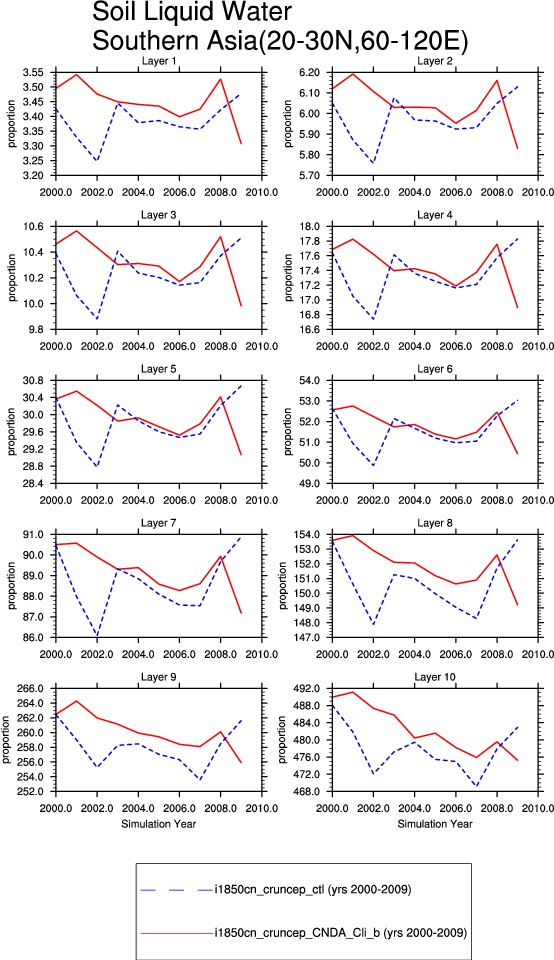 Soil Liquid Water
Southern Asia(20-30N,60-120E)
Layer 1
proportion
3.55
3.50
3.45
3.40
3.35
3.30
3.25
3.20
2000.0 2002.0 2004.0 2006.0 2008.0 2010.0
Layer 2
proportion
6.20
6.10
6.00
5.90
5.80
5.70
2000.0 2002.0 2004.0 2006.0 2008.0 2010.0
Layer 3
proportion
10.6
10.4
10.2
10.0
9.8
2000.0 2002.0 2004.0 2006.0 2008.0 2010.0
Layer 4
proportion
18.0
17.8
17.6
17.4
17.2
17.0
16.8
16.6
2000.0 2002.0 2004.0 2006.0 2008.0 2010.0
Layer 5
proportion
30.8
30.4
30.0
29.6
29.2
28.8
28.4
2000.0 2002.0 2004.0 2006.0 2008.0 2010.0
Layer 6
proportion
54.0
53.0
52.0
51.0
50.0
49.0
2000.0 2002.0 2004.0 2006.0 2008.0 2010.0
Layer 7
proportion
91.0
90.0
89.0
88.0
87.0
86.0
2000.0 2002.0 2004.0 2006.0 2008.0 2010.0
Layer 8
proportion
154.0
153.0
152.0
151.0
150.0
149.0
148.0
147.0
2000.0 2002.0 2004.0 2006.0 2008.0 2010.0
Layer 9
proportion
266.0
264.0
262.0
260.0
258.0
256.0
254.0
252.0
2000.0 2002.0 2004.0 2006.0 2008.0 2010.0
Simulation Year
Layer 10
proportion
492.0
488.0
484.0
480.0
476.0
472.0
468.0
2000.0 2002.0 2004.0 2006.0 2008.0 2010.0
Simulation Year
i1850cn_cruncep_ctl (yrs 2000-2009)
i1850cn_cruncep_CNDA_Cli_b (yrs 2000-2009)